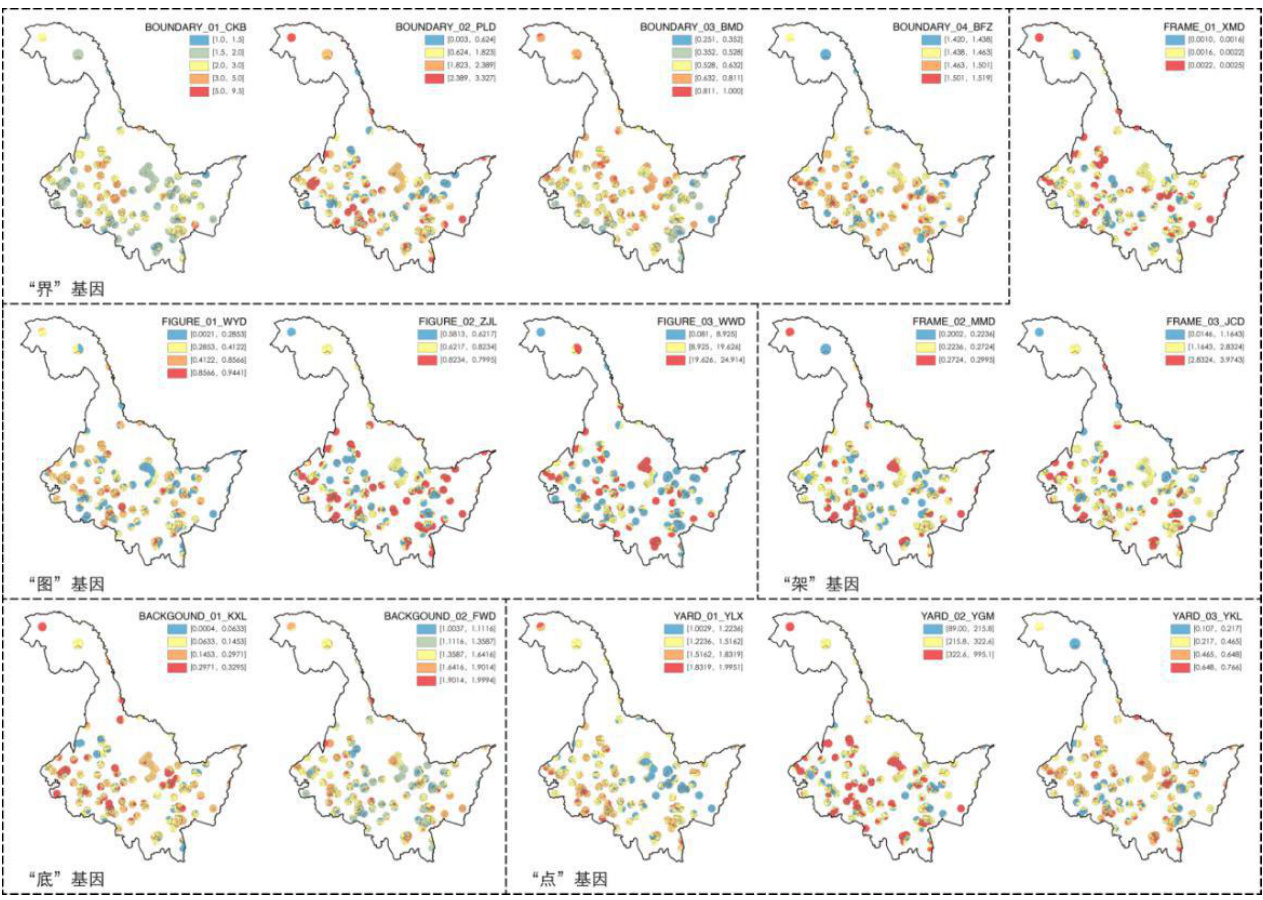 BOUNDARY_01_CKB
[1.0, 1.5]
[1.5, 2.0]
[2.0, 3.0]
[3.0, 5.0]
[5.0, 9.5]
BOUNDARY_02_PLD
[0.003, 0.624]
[0.624, 1.823]
[1.823, 2.389]
[2.389, 3.327]
BOUNDARY_03_BMD
[0.251, 0.352]
[0.352, 0.528]
[0.528, 0.632]
[0.632, 0.811]
[0.811, 1.000]
BOUNDARY_04_BFZ
[1.420, 1.438]
[1.438, 1.463]
[1.463, 1.501]
[1.501, 1.519]
FRAME_01_XMD
[0.0010, 0.0016]
[0.0016, 0.0022]
[0.0022, 0.0025]
“界”基因
FIGURE_01_WYD
[0.0021, 0.2853]
[0.2853, 0.4122]
[0.4122, 0.8566]
[0.8566, 0.9441]
FIGURE_02_ZJL
[0.5813, 0.6217]
[0.6217, 0.8234]
[0.8234, 0.7995]
FIGURE_03_WWD
[0.081, 8.925]
[8.925, 19.626]
[19.626, 24.914]
FRAME_02_MMD
[0.2002, 0.2236]
[0.2236, 0.2724]
[0.2724, 0.2995]
FRAME_03_JCD
[0.0146, 1.1643]
[1.1643, 2.8324]
[2.8324, 3.9743]
“图”基因
“架”基因
BACKGOUND_01_KXL
[0.0004, 0.0633]
[0.0633, 0.1453]
[0.1453, 0.2971]
[0.2971, 0.3295]
BACKGOUND_02_FWD
[1.0037, 1.1116]
[1.1116, 1.3587]
[1.3587, 1.6416]
[1.6416, 1.9014]
[1.9014, 1.9994]
YARD_01_YLX
[1.0029, 1.2236]
[1.2236, 1.5162]
[1.5162, 1.8319]
[1.8319, 1.9951]
YARD_02_YGM
[89.00, 215.8]
[215.8, 322.6]
[322.6, 995.1]
YARD_03_YKL
[0.107, 0.217]
[0.217, 0.465]
[0.465, 0.648]
[0.648, 0.766]
“底”基因
“点”基因